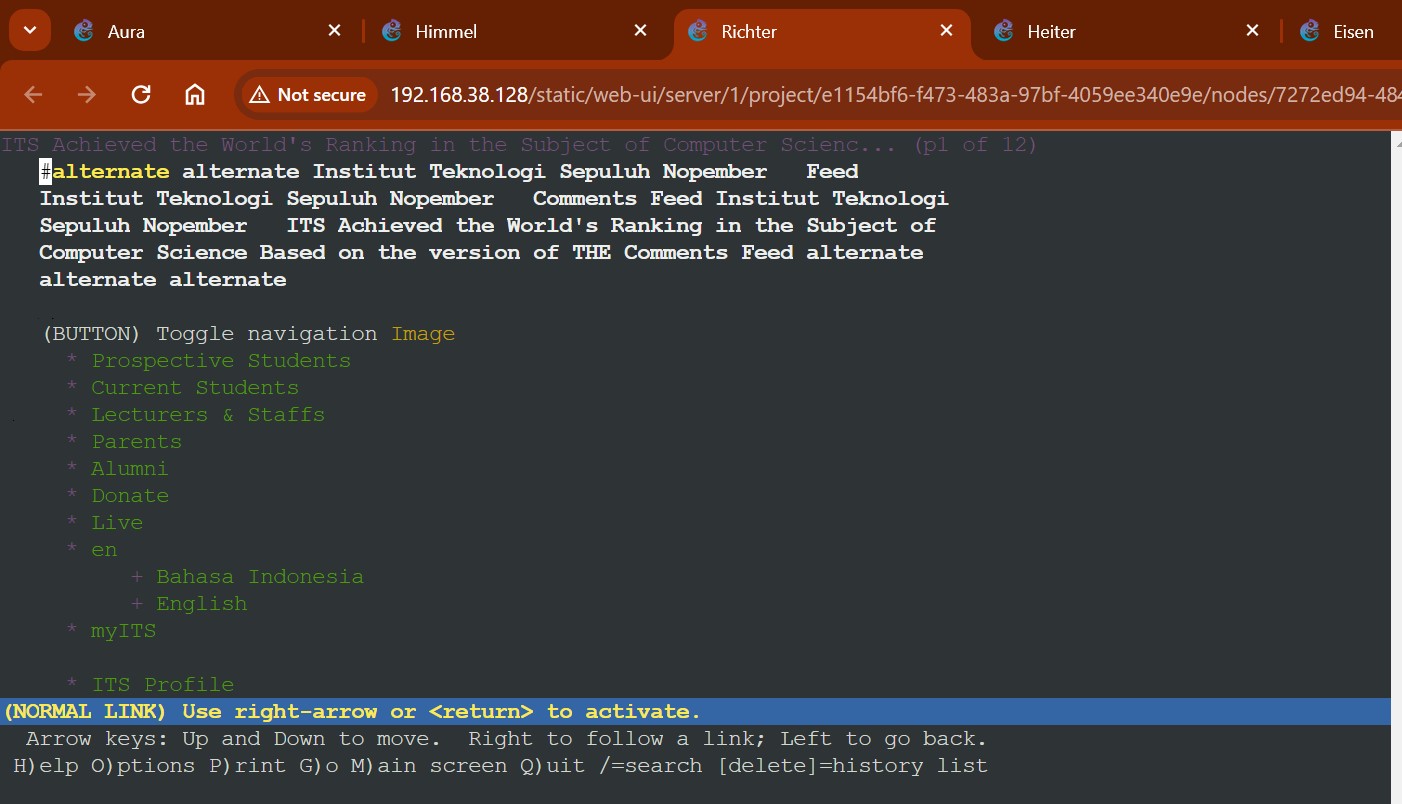 Aura
Himmel
Richter
Heiter
Eisen
Not secure 192.168.38.128/static/web-ui/server/1/project/e1154bf6-f473-483a-97bf-4059ee340e9e/nodes/7272ed94-484
ITS Achieved the World's Ranking in the Subject of Computer Scienc... (p1 of 12)
#alternate alternate Institut Teknologi Sepuluh Nopember   Feed
Institut Teknologi Sepuluh Nopember   Comments Feed Institut Teknologi
Sepuluh Nopember   ITS Achieved the World's Ranking in the Subject of
Computer Science Based on the version of THE Comments Feed alternate
alternate alternate
(BUTTON) Toggle navigation Image
* Prospective Students
* Current Students
* Lecturers & Staffs
* Parents
* Alumni
* Donate
* Live
* en
+ Bahasa Indonesia
+ English
* myITS
* ITS Profile
(NORMAL LINK) Use right-arrow or <return> to activate.
Arrow keys: Up and Down to move.  Right to follow a link; Left to go back.
H)elp O)ptions P)rint G)o M)ain screen Q)uit /=search [delete]=history list